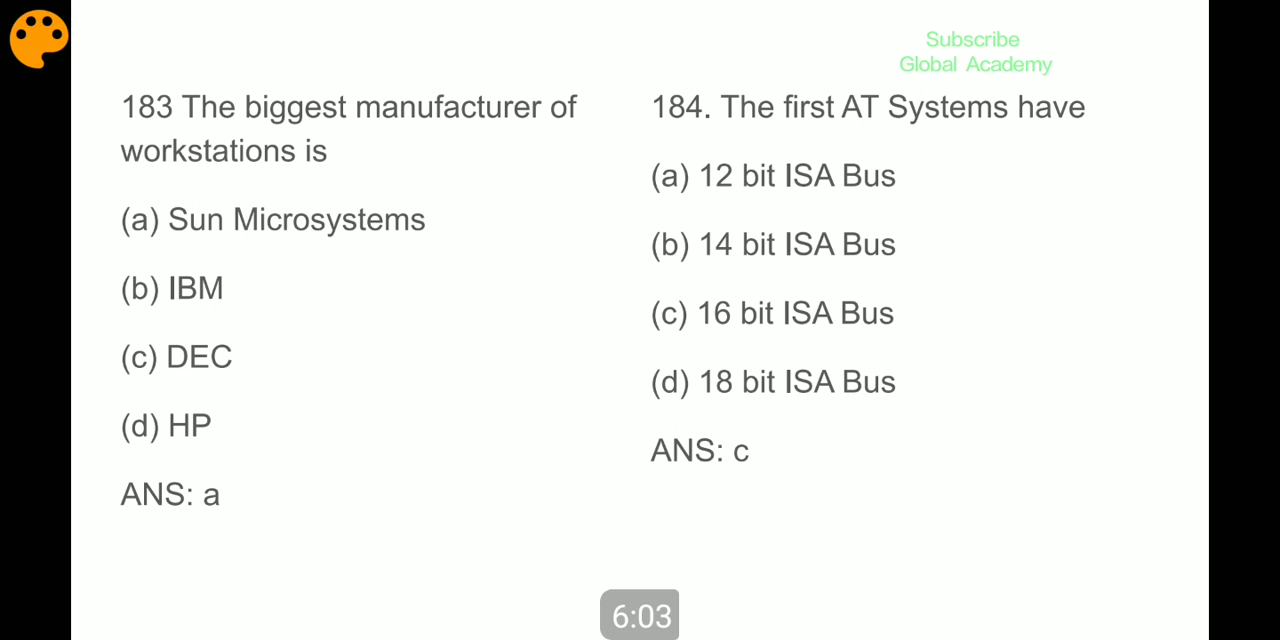 Subscribe
Global Academy
183 The biggest manufacturer of
workstations is
(a) Sun Microsystems
(b) IBM
(c) DEC
(d) HP
ANS: a
184. The first AT Systems have
(a) 12 bit ISA Bus
(b) 14 bit ISA Bus
(c) 16 bit ISA Bus
(d) 18 bit ISA Bus
ANS: c
6:03